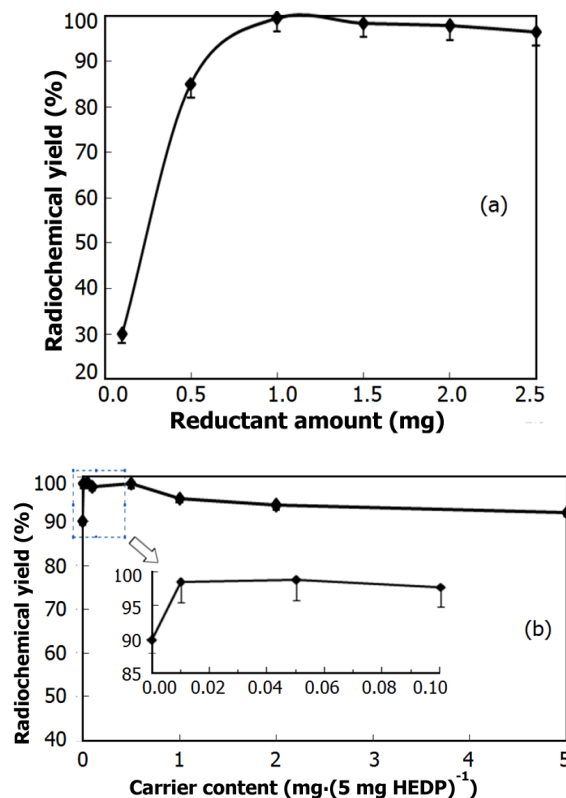 100
90
80
70
60
50
40
30
20
Radiochemical yield (%)
(a)
0.0 0.5 1.0 1.5 2.0 2.5
Reductant amount (mg)
100
90
80
70
60
50
40
Radiochemical yield (%)
100
95
90
85
0.00 0.02 0.04 0.06 0.08 0.10
(b)
0 1 2 3 4 5
Carrier content (mg·(5 mg HEDP)⁻¹)